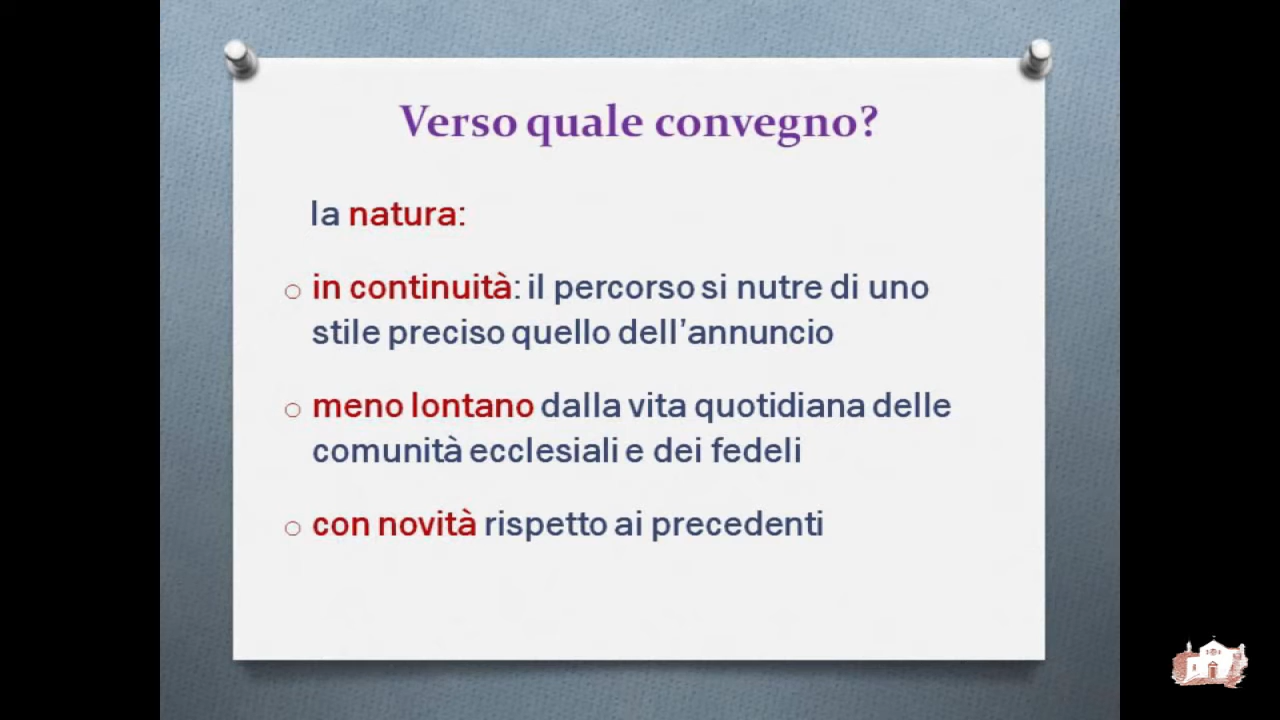 Verso quale convegno?
la natura:
in continuità: il percorso si nutre di uno
stile preciso quello dell'annuncio
meno lontano dalla vita quotidiana delle
comunità ecclesiali e dei fedeli
con novità rispetto ai precedenti